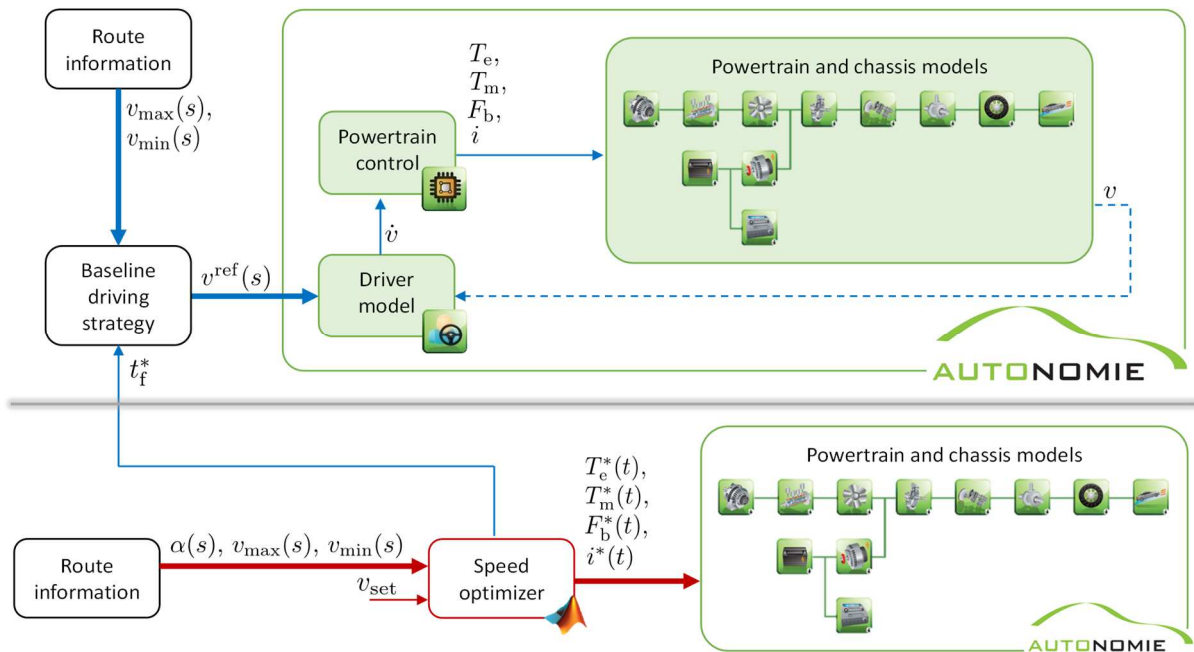 Route
information
v_max(s),
v_min(s)
Baseline
driving
strategy
v^ref(s)
T_e,
T_m,
F_b,
i
Powertrain
control
v̇
Driver
model
Powertrain and chassis models
v
AUTONOMIE
t_f^*
Route
information
α(s), v_max(s), v_min(s)
v_set
Speed
optimizer
T_e^*(t),
T_m^*(t),
F_b^*(t),
i^*(t)
Powertrain and chassis models
AUTONOMIE